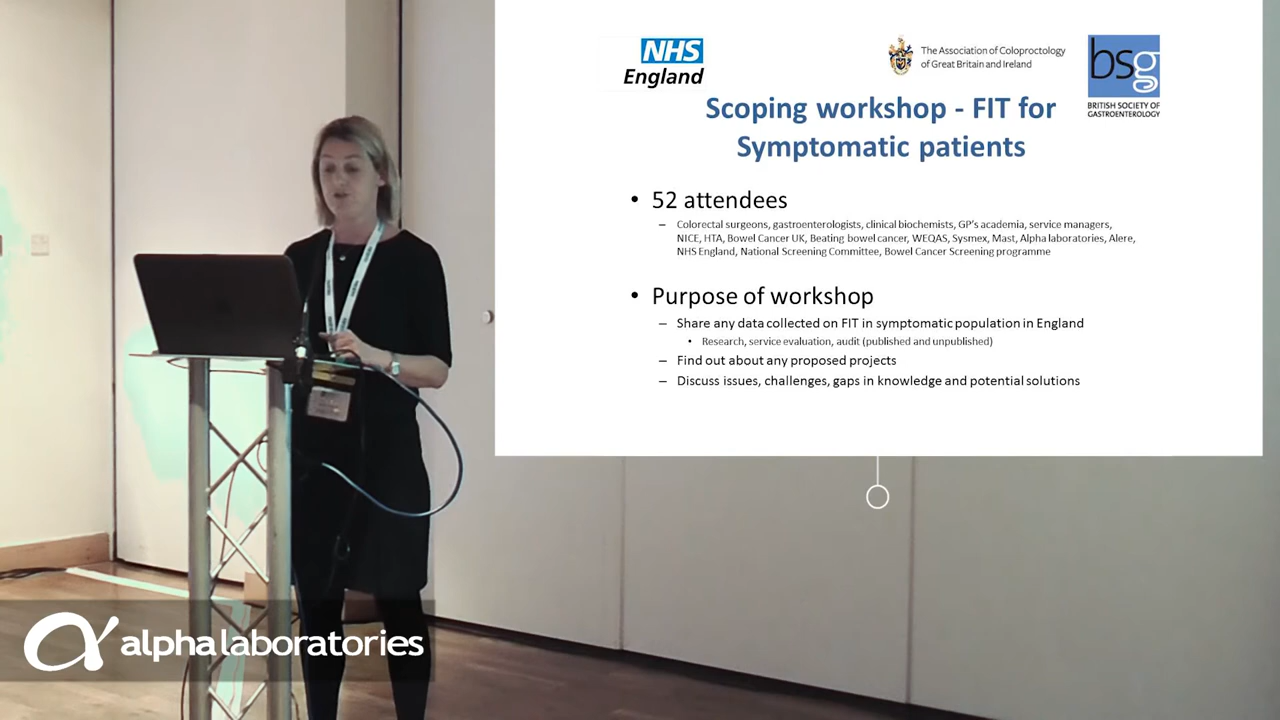 NHS
England
The Association of Coloproctology
of Great Britain and Ireland
bsg
BRITISH SOCIETY OF
GASTROENTEROLOGY
Scoping workshop - FIT for
Symptomatic patients
• 52 attendees
– Colorectal surgeons, gastroenterologists, clinical biochemists, GP's academia, service managers,
NICE, HTA, Bowel Cancer UK, Beating bowel cancer, WEQAS, Sysmex, Mast, Alpha laboratories, Alere,
NHS England, National Screening Committee, Bowel Cancer Screening programme
• Purpose of workshop
– Share any data collected on FIT in symptomatic population in England
• Research, service evaluation, audit (published and unpublished)
– Find out about any proposed projects
– Discuss issues, challenges, gaps in knowledge and potential solutions
alphalaboratories